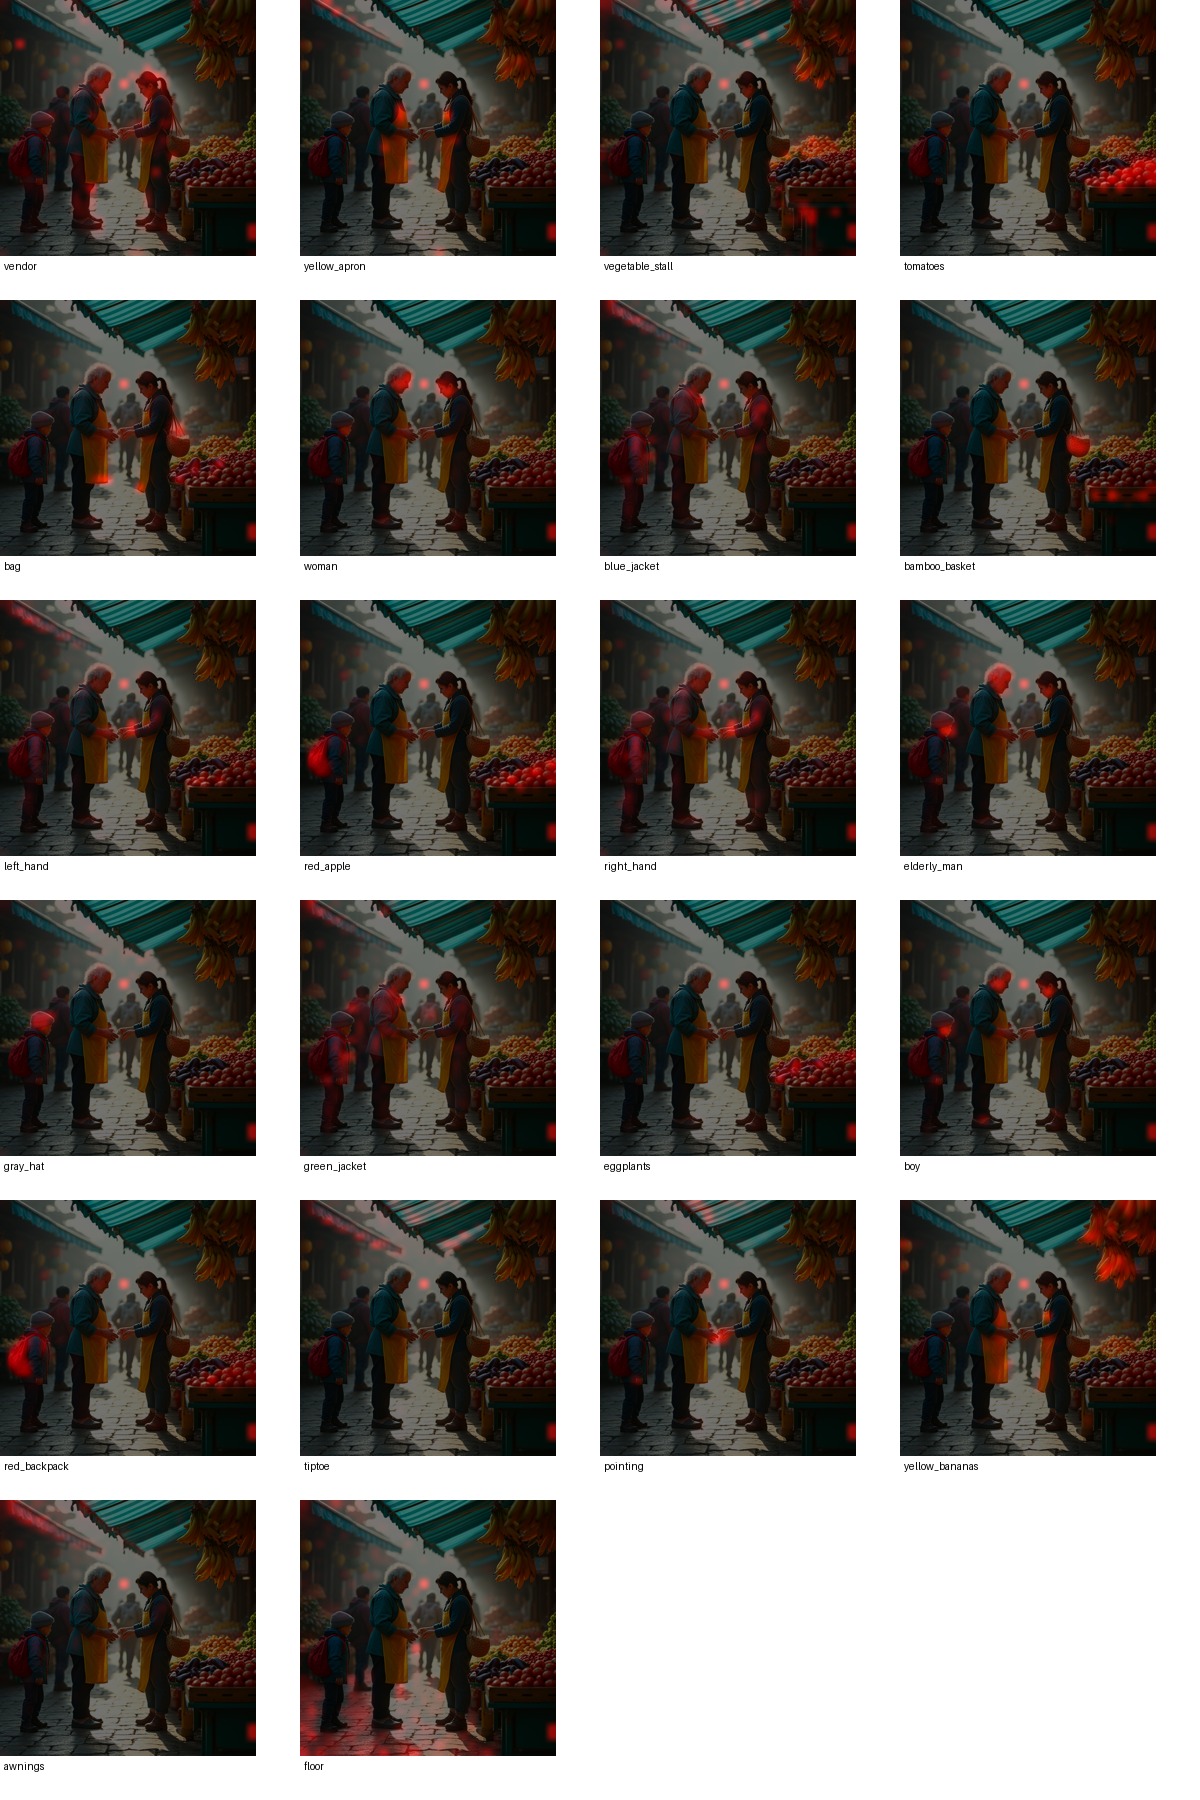 vendor
yellow_apron
vegetable_stall
tomatoes
bag
woman
blue_jacket
bamboo_basket
left_hand
red_apple
right_hand
elderly_man
gray_hat
green_jacket
eggplants
boy
red_backpack
tiptoe
pointing
yellow_bananas
awnings
floor